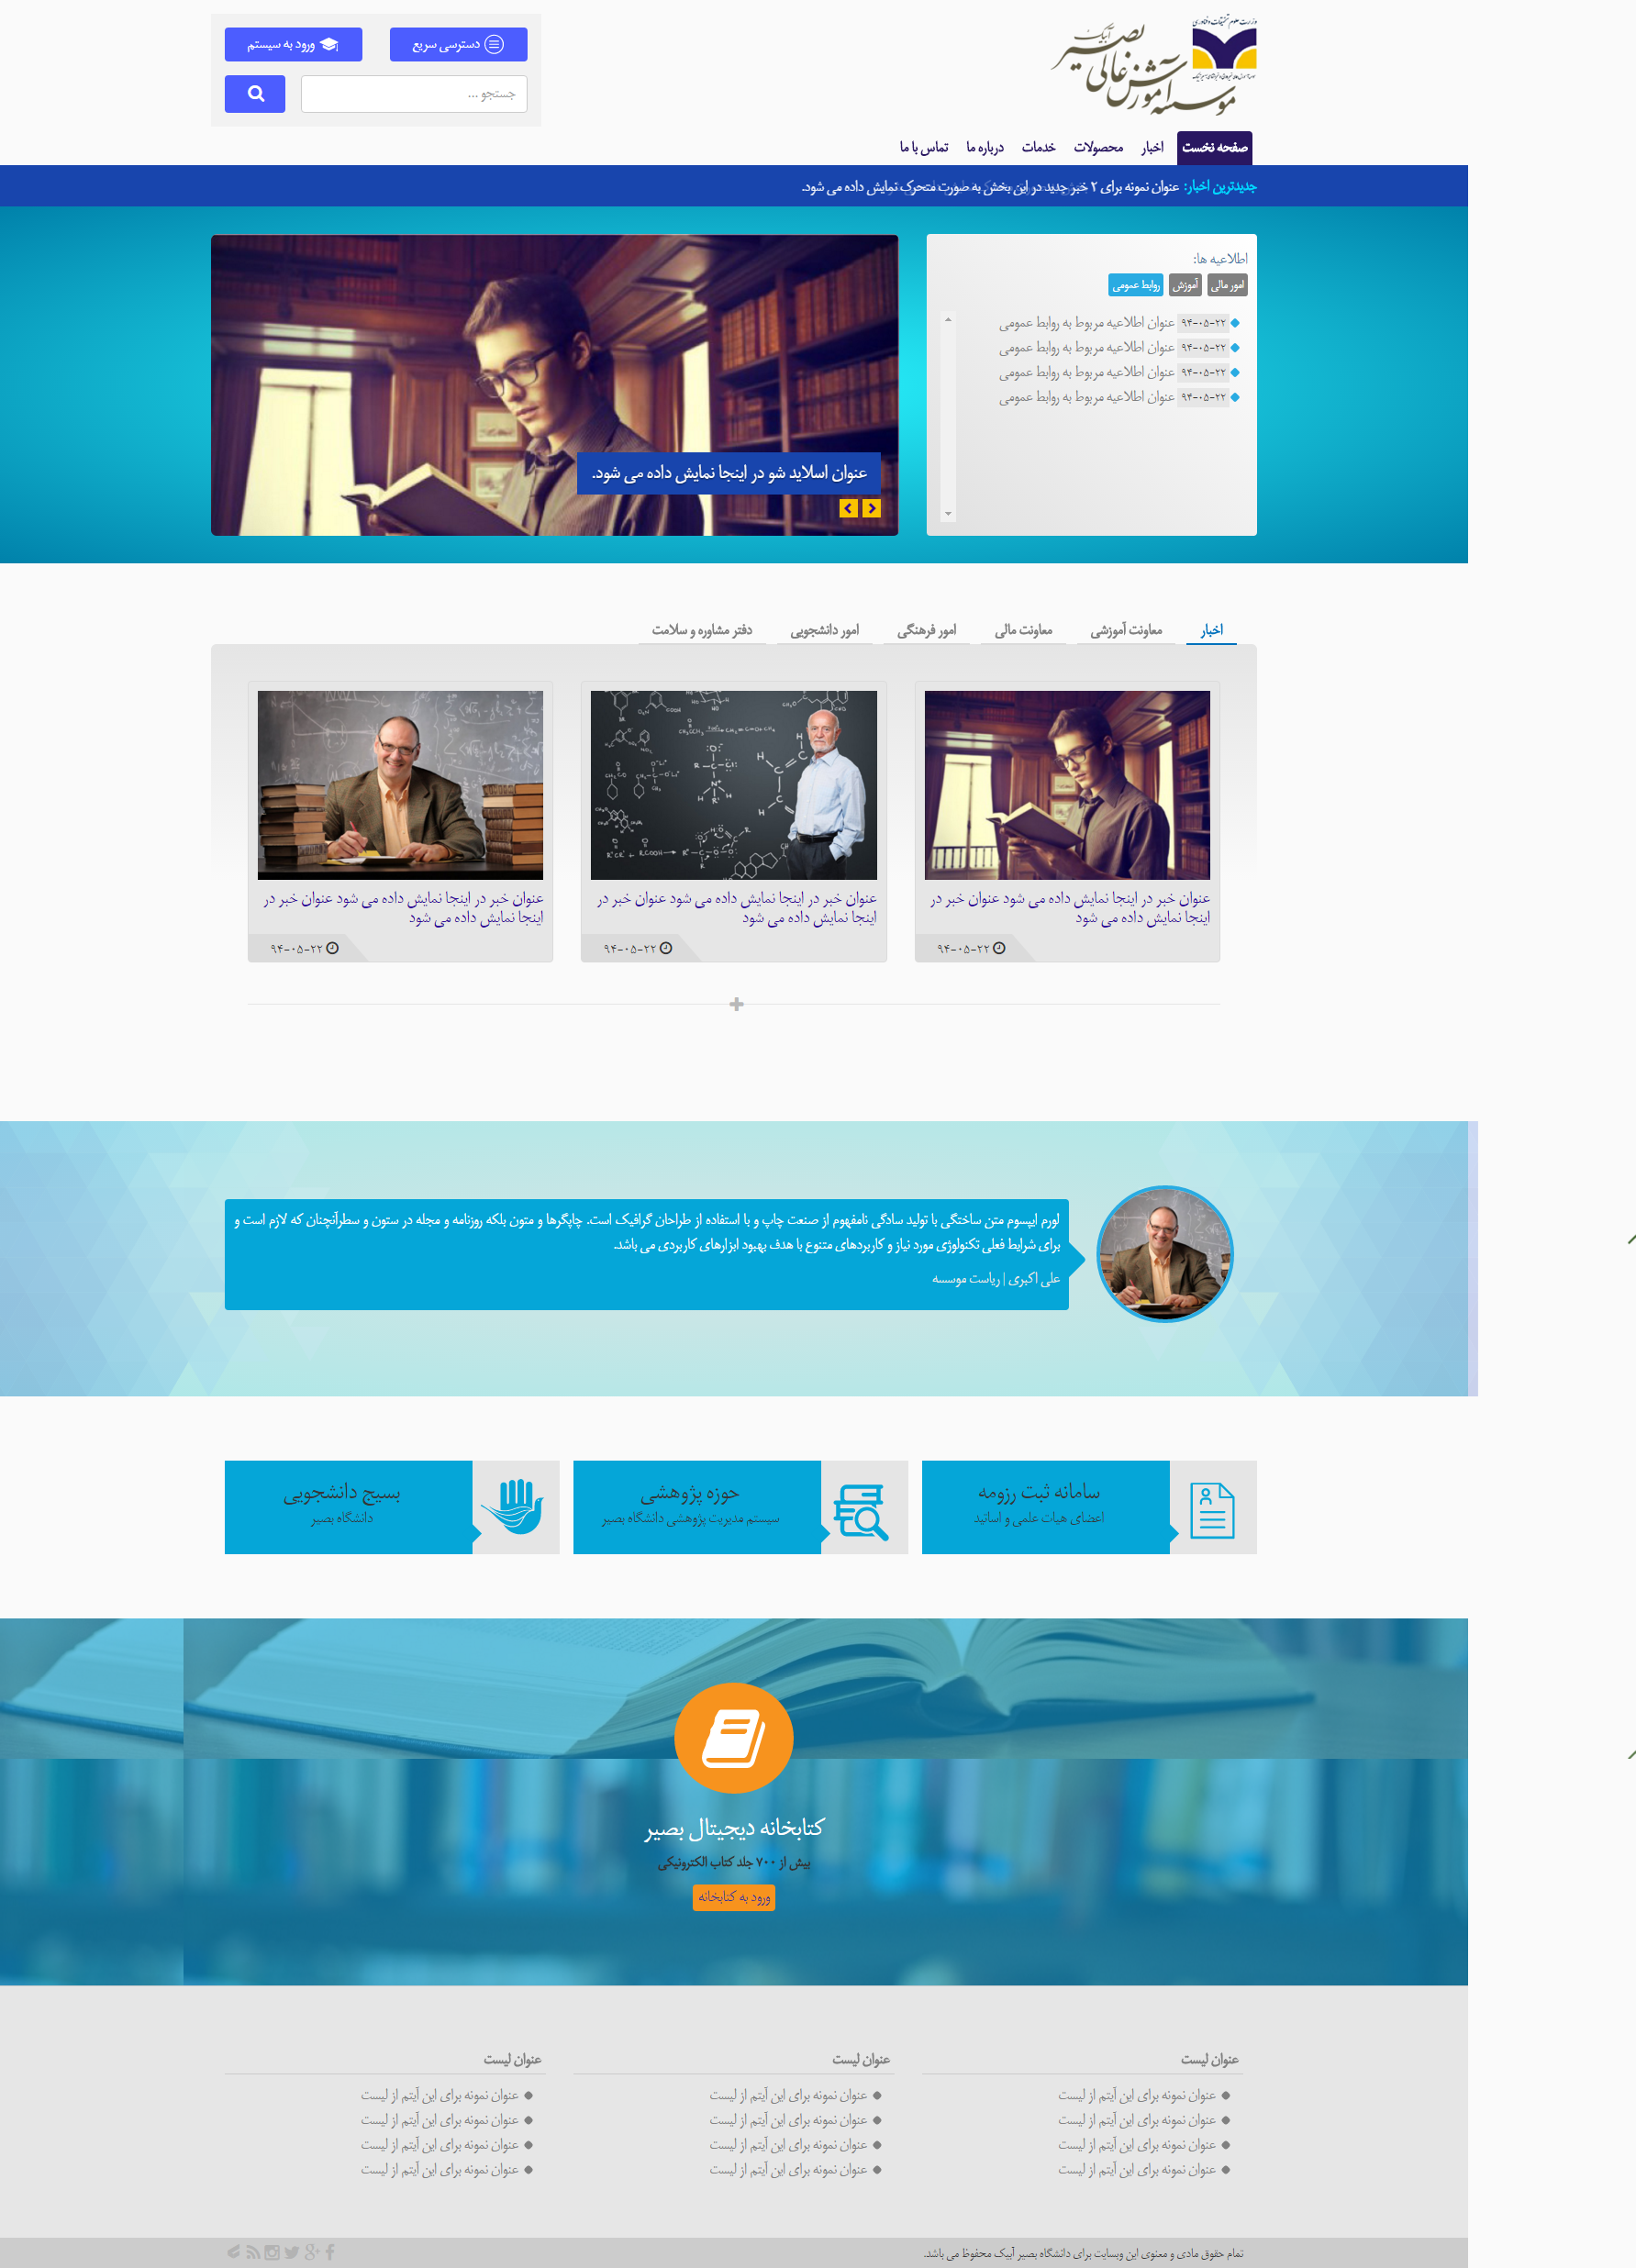 وزارت علوم تحقیقات و فناوری
موسسه آموزش عالی بصیر آبیک
دسترسی سریع
ورود به سیستم
جستجو ...
صفحه نخست
اخبار
محصولات
خدمات
درباره ما
تماس با ما
جدیدترین اخبار: عنوان نمونه برای ۲ خبر جدید در این بخش به صورت متحرک نمایش داده می شود.
اطلاعیه ها:
امور مالی
آموزش
روابط عمومی
۹۴-۰۵-۲۲ عنوان اطلاعیه مربوط به روابط عمومی
۹۴-۰۵-۲۲ عنوان اطلاعیه مربوط به روابط عمومی
۹۴-۰۵-۲۲ عنوان اطلاعیه مربوط به روابط عمومی
۹۴-۰۵-۲۲ عنوان اطلاعیه مربوط به روابط عمومی
عنوان اسلاید شو در اینجا نمایش داده می شود.
اخبار
معاونت آموزشی
معاونت مالی
امور فرهنگی
امور دانشجویی
دفتر مشاوره و سلامت
عنوان خبر در اینجا نمایش داده می شود عنوان خبر در
اینجا نمایش داده می شود
۹۴-۰۵-۲۲
عنوان خبر در اینجا نمایش داده می شود عنوان خبر در
اینجا نمایش داده می شود
۹۴-۰۵-۲۲
عنوان خبر در اینجا نمایش داده می شود عنوان خبر در
اینجا نمایش داده می شود
۹۴-۰۵-۲۲
لورم ایپسوم متن ساختگی با تولید سادگی نامفهوم از صنعت چاپ و با استفاده از طراحان گرافیک است. چاپگرها و متون بلکه روزنامه و مجله در ستون و سطرآنچنان که لازم است و
برای شرایط فعلی تکنولوژی مورد نیاز و کاربردهای متنوع با هدف بهبود ابزارهای کاربردی می باشد.
علی اکبری | ریاست موسسه
سامانه ثبت رزومه
اعضای هیات علمی و اساتید
حوزه پژوهشی
سیستم مدیریت پژوهشی دانشگاه بصیر
بسیج دانشجویی
دانشگاه بصیر
کتابخانه دیجیتال بصیر
بیش از ۷۰۰ جلد کتاب الکترونیکی
ورود به کتابخانه
عنوان لیست
عنوان نمونه برای این آیتم از لیست
عنوان نمونه برای این آیتم از لیست
عنوان نمونه برای این آیتم از لیست
عنوان نمونه برای این آیتم از لیست
عنوان لیست
عنوان نمونه برای این آیتم از لیست
عنوان نمونه برای این آیتم از لیست
عنوان نمونه برای این آیتم از لیست
عنوان نمونه برای این آیتم از لیست
عنوان لیست
عنوان نمونه برای این آیتم از لیست
عنوان نمونه برای این آیتم از لیست
عنوان نمونه برای این آیتم از لیست
عنوان نمونه برای این آیتم از لیست
تمام حقوق مادی و معنوی این وبسایت برای دانشگاه بصیر آبیک محفوظ می باشد.